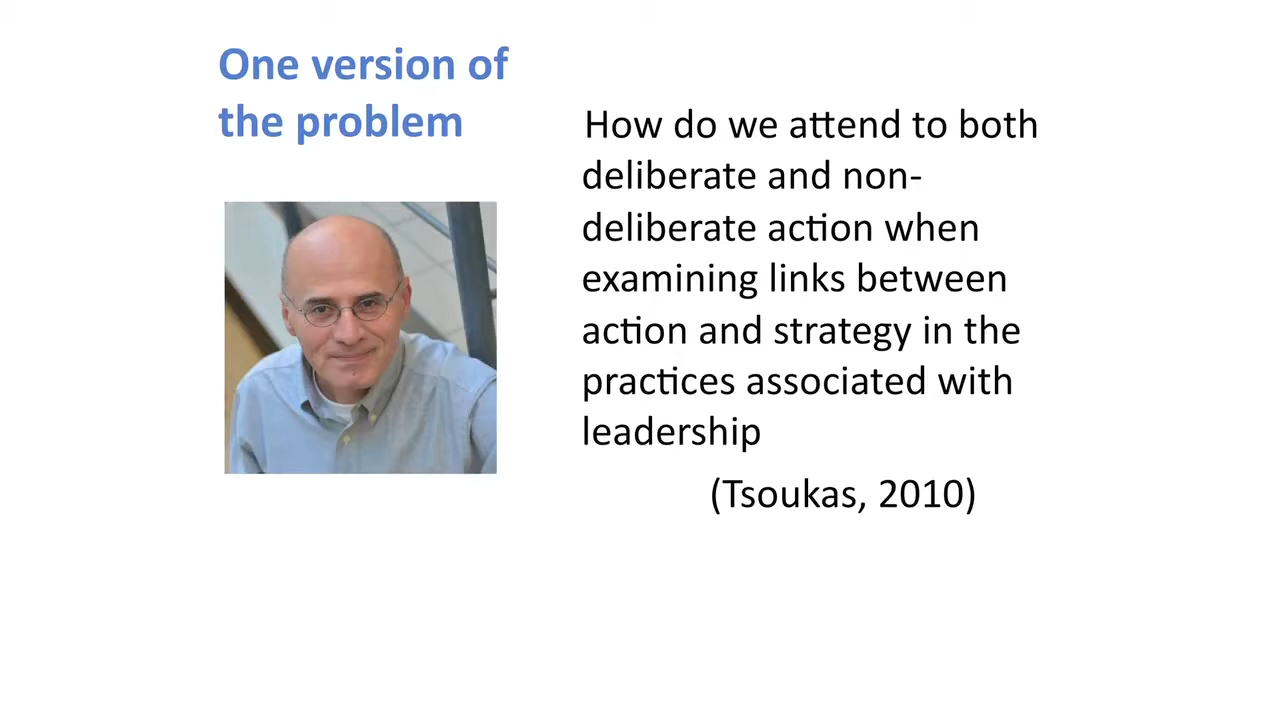 One version of
the problem
How do we attend to both
deliberate and non-
deliberate action when
examining links between
action and strategy in the
practices associated with
leadership
(Tsoukas, 2010)